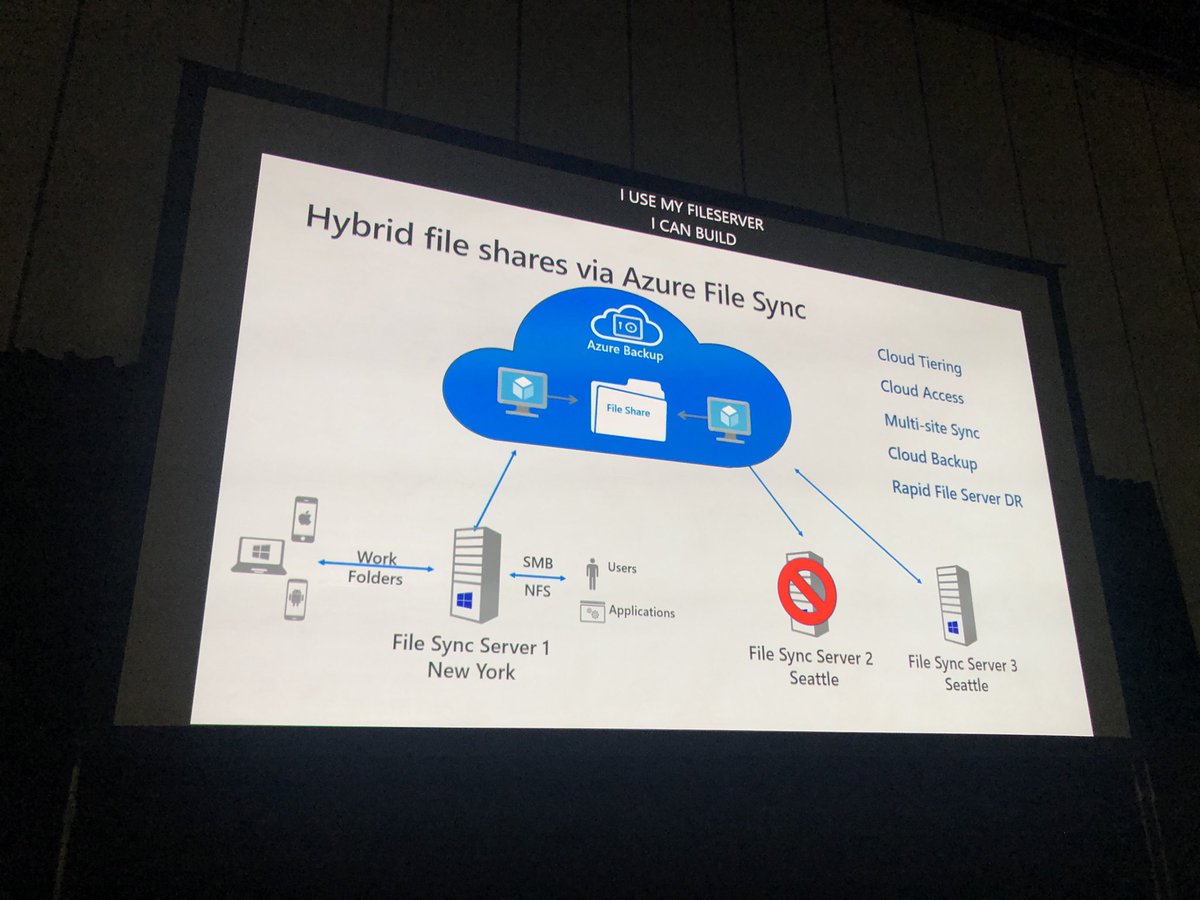 I USE MY FILESERVER
I CAN BUILD
Hybrid file shares via Azure File Sync
Azure Backup
File Share
Cloud Tiering
Cloud Access
Multi-site Sync
Cloud Backup
Rapid File Server DR
Work
Folders
SMB
NFS
Users
Applications
File Sync Server 1
New York
File Sync Server 2
Seattle
File Sync Server 3
Seattle